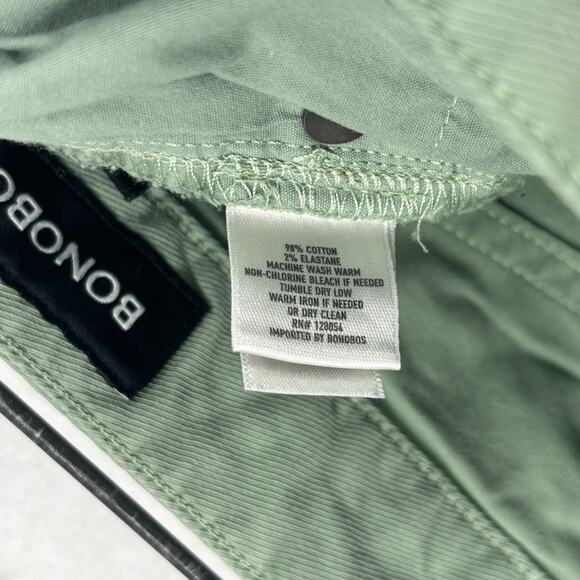 BONOBO
98% COTTON
2% ELASTANE
MACHINE WASH WARM
NON-CHLORINE BLEACH IF NEEDED
TUMBLE DRY LOW
WARM IRON IF NEEDED
OR DRY CLEAN
RN# 128054
IMPORTED BY BONOBOS